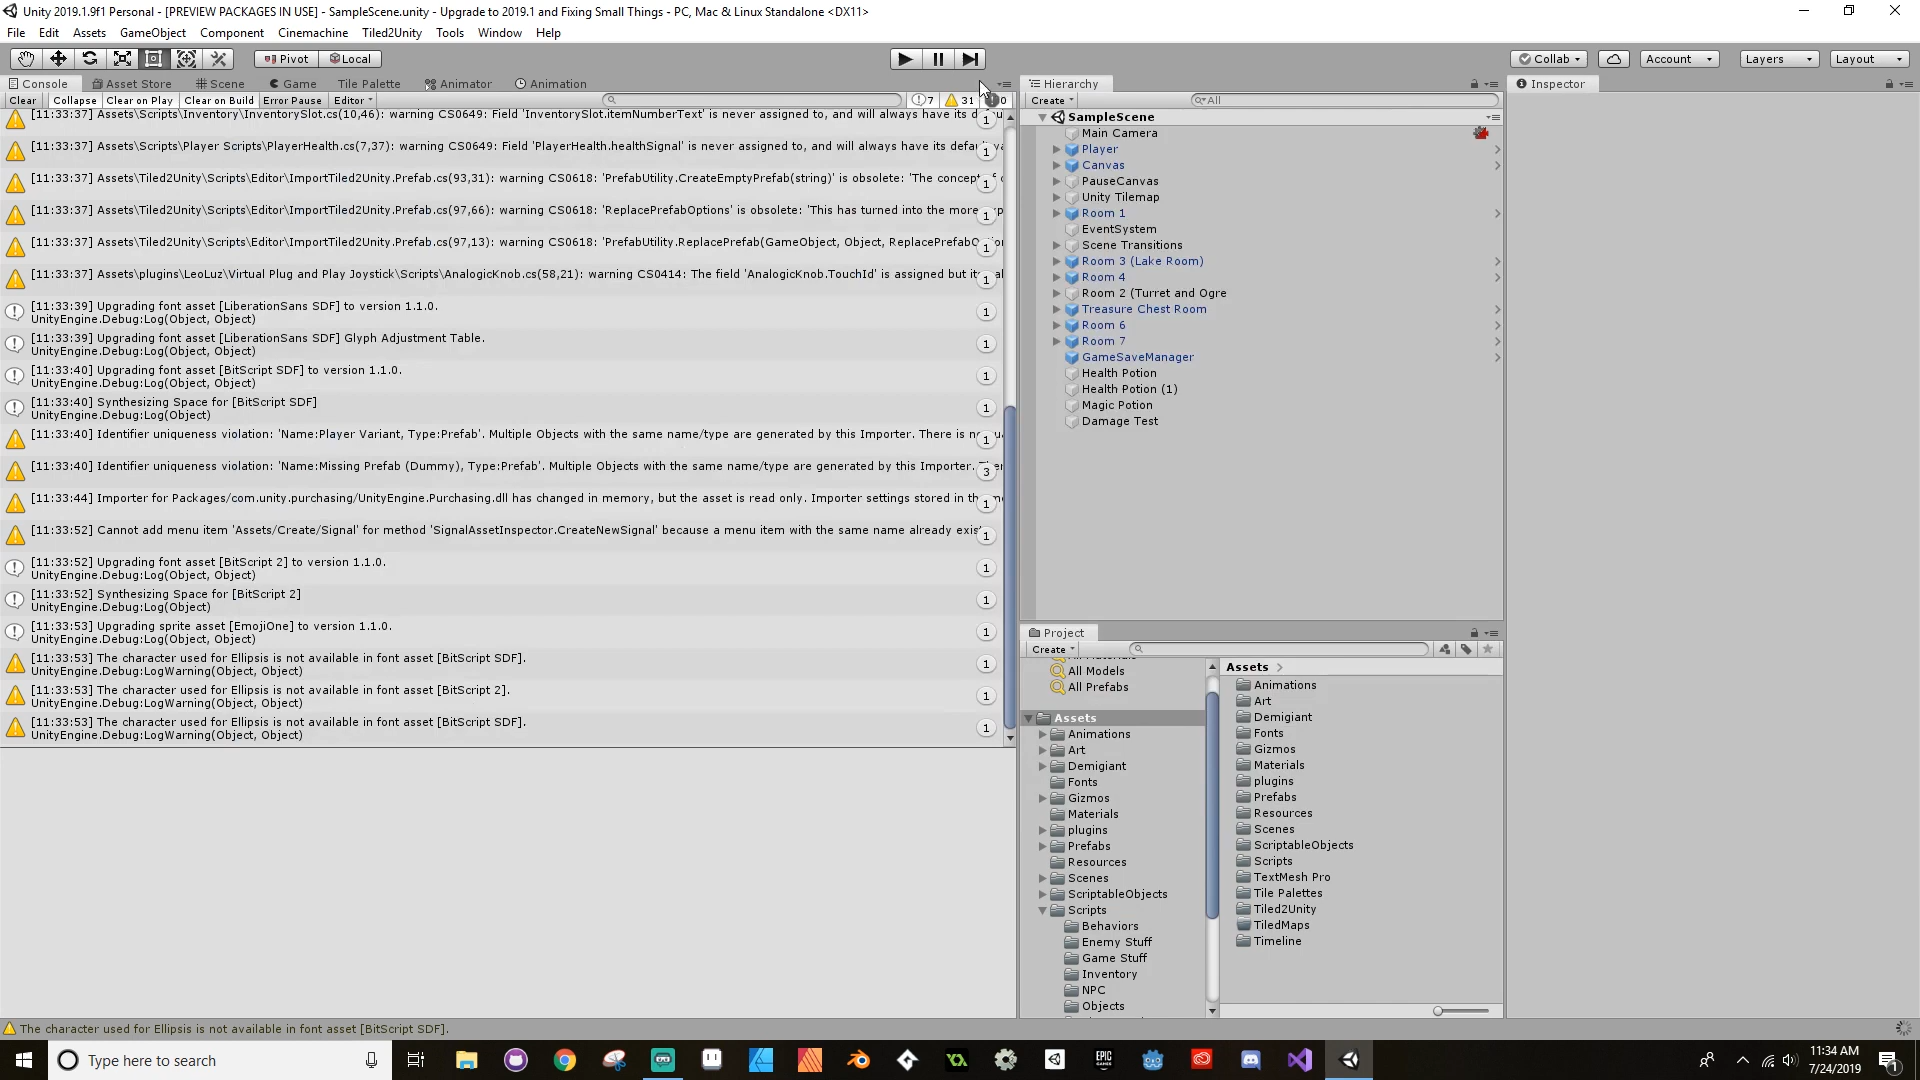 Unity 2019.1.9f1 Personal - [PREVIEW PACKAGES IN USE] - SampleScene.unity - Upgrade to 2019.1 and Fixing Small Things - PC, Mac & Linux Standalone <DX11>
File Edit Assets GameObject Component Cinemachine Tiled2Unity Tools Window Help
Pivot Local Collab Account Layers Layout
Console Asset Store Scene Game Tile Palette Animator Animation
Clear Collapse Clear on Play Clear on Build Error Pause Editor 7 31 0
[11:33:37] Assets\Scripts\Inventory\InventorySlot.cs(10,46): warning CS0649: Field 'InventorySlot.itemNumberText' is never assigned to, and will always have its 1
[11:33:37] Assets\Scripts\Player Scripts\PlayerHealth.cs(7,37): warning CS0649: Field 'PlayerHealth.healthSignal' is never assigned to, and will always have its 1
[11:33:37] Assets\Tiled2Unity\Scripts\Editor\ImportTiled2Unity.Prefab.cs(93,31): warning CS0618: 'PrefabUtility.CreateEmptyPrefab(string)' is obsolete: 'The concept 1
[11:33:37] Assets\Tiled2Unity\Scripts\Editor\ImportTiled2Unity.Prefab.cs(97,66): warning CS0618: 'ReplacePrefabOptions' is obsolete: 'This has turned into the more 1
[11:33:37] Assets\Tiled2Unity\Scripts\Editor\ImportTiled2Unity.Prefab.cs(97,13): warning CS0618: 'PrefabUtility.ReplacePrefab(GameObject, Object, 1
[11:33:37] Assets\plugins\LeoLuz\Virtual Plug and Play Joystick\Scripts\AnalogicKnob.cs(58,21): warning CS0414: The field 'AnalogicKnob.TouchId' is assigned but 1
[11:33:39] Upgrading font asset [LiberationSans SDF] to version 1.1.0.
UnityEngine.Debug:Log(Object, Object) 1
[11:33:39] Upgrading font asset [LiberationSans SDF] Glyph Adjustment Table.
UnityEngine.Debug:Log(Object, Object) 1
[11:33:40] Upgrading font asset [BitScript SDF] to version 1.1.0.
UnityEngine.Debug:Log(Object, Object) 1
[11:33:40] Synthesizing Space for [BitScript SDF]
UnityEngine.Debug:Log(Object) 1
[11:33:40] Identifier uniqueness violation: 'Name:Player Variant, Type:Prefab'. Multiple Objects with the same name/type are generated by this Importer. There is 1
[11:33:40] Identifier uniqueness violation: 'Name:Missing Prefab (Dummy), Type:Prefab'. Multiple Objects with the same name/type are generated by this Importer. 3
[11:33:44] Importer for Packages/com.unity.purchasing/UnityEngine.Purchasing.dll has changed in memory, but the asset is read only. Importer settings stored in 1
[11:33:52] Cannot add menu item 'Assets/Create/Signal' for method 'SignalAssetInspector.CreateNewSignal' because a menu item with the same name already 1
[11:33:52] Upgrading font asset [BitScript 2] to version 1.1.0.
UnityEngine.Debug:Log(Object, Object) 1
[11:33:52] Synthesizing Space for [BitScript 2]
UnityEngine.Debug:Log(Object) 1
[11:33:53] Upgrading sprite asset [EmojiOne] to version 1.1.0.
UnityEngine.Debug:Log(Object, Object) 1
[11:33:53] The character used for Ellipsis is not available in font asset [BitScript SDF].
UnityEngine.Debug:LogWarning(Object, Object) 1
[11:33:53] The character used for Ellipsis is not available in font asset [BitScript 2].
UnityEngine.Debug:LogWarning(Object, Object) 1
[11:33:53] The character used for Ellipsis is not available in font asset [BitScript SDF].
UnityEngine.Debug:LogWarning(Object, Object) 1
Hierarchy
Create All
SampleScene
Main Camera
Player
Canvas
PauseCanvas
Unity Tilemap
Room 1
EventSystem
Scene Transitions
Room 3 (Lake Room)
Room 4
Room 2 (Turret and Ogre
Treasure Chest Room
Room 6
Room 7
GameSaveManager
Health Potion
Health Potion (1)
Magic Potion
Damage Test
Inspector
Project
Create
All Models
All Prefabs
Assets
Animations
Art
Demigiant
Fonts
Gizmos
Materials
plugins
Prefabs
Resources
Scenes
ScriptableObjects
Scripts
Behaviors
Enemy Stuff
Game Stuff
Inventory
NPC
Objects
Assets
Animations
Art
Demigiant
Fonts
Gizmos
Materials
plugins
Prefabs
Resources
Scenes
ScriptableObjects
Scripts
TextMesh Pro
Tile Palettes
Tiled2Unity
TiledMaps
Timeline
The character used for Ellipsis is not available in font asset [BitScript SDF].
Type here to search
EPIC GAMES
11:34 AM
7/24/2019
1